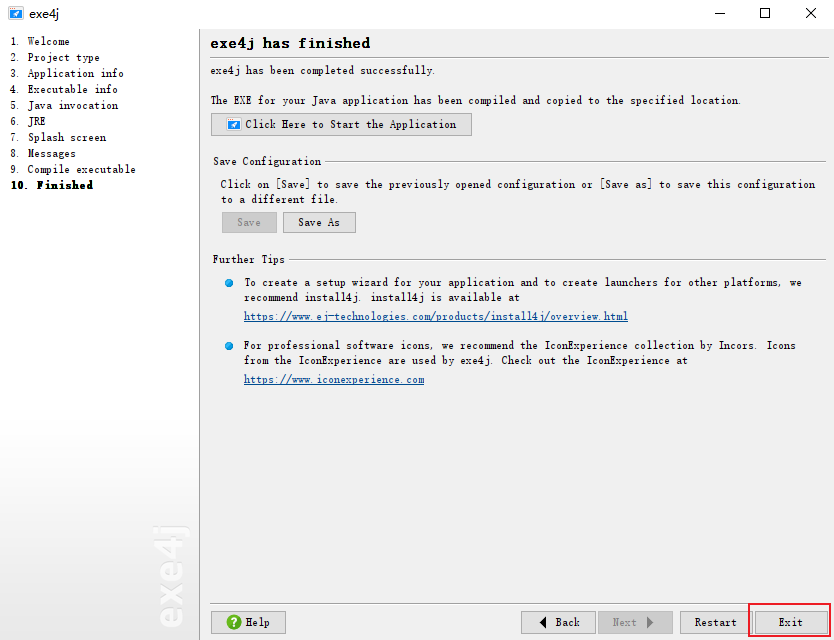 exe4j
1. Welcome
2. Project type
3. Application info
4. Executable info
5. Java invocation
6. JRE
7. Splash screen
8. Messages
9. Compile executable
10. Finished
exe4j
exe4j has finished
exe4j has been completed successfully.
The EXE for your Java application has been compiled and copied to the specified location.
Click Here to Start the Application
Save Configuration
Click on [Save] to save the previously opened configuration or [Save as] to save this configuration
to a different file.
Save Save As
Further Tips
To create a setup wizard for your application and to create launchers for other platforms, we
recommend install4j. install4j is available at
https://www.ej-technologies.com/products/install4j/overview.html
For professional software icons, we recommend the IconExperience collection by Incors. Icons
from the IconExperience are used by exe4j. Check out the IconExperience at
https://www.iconexperience.com
? Help Back Next Restart Exit